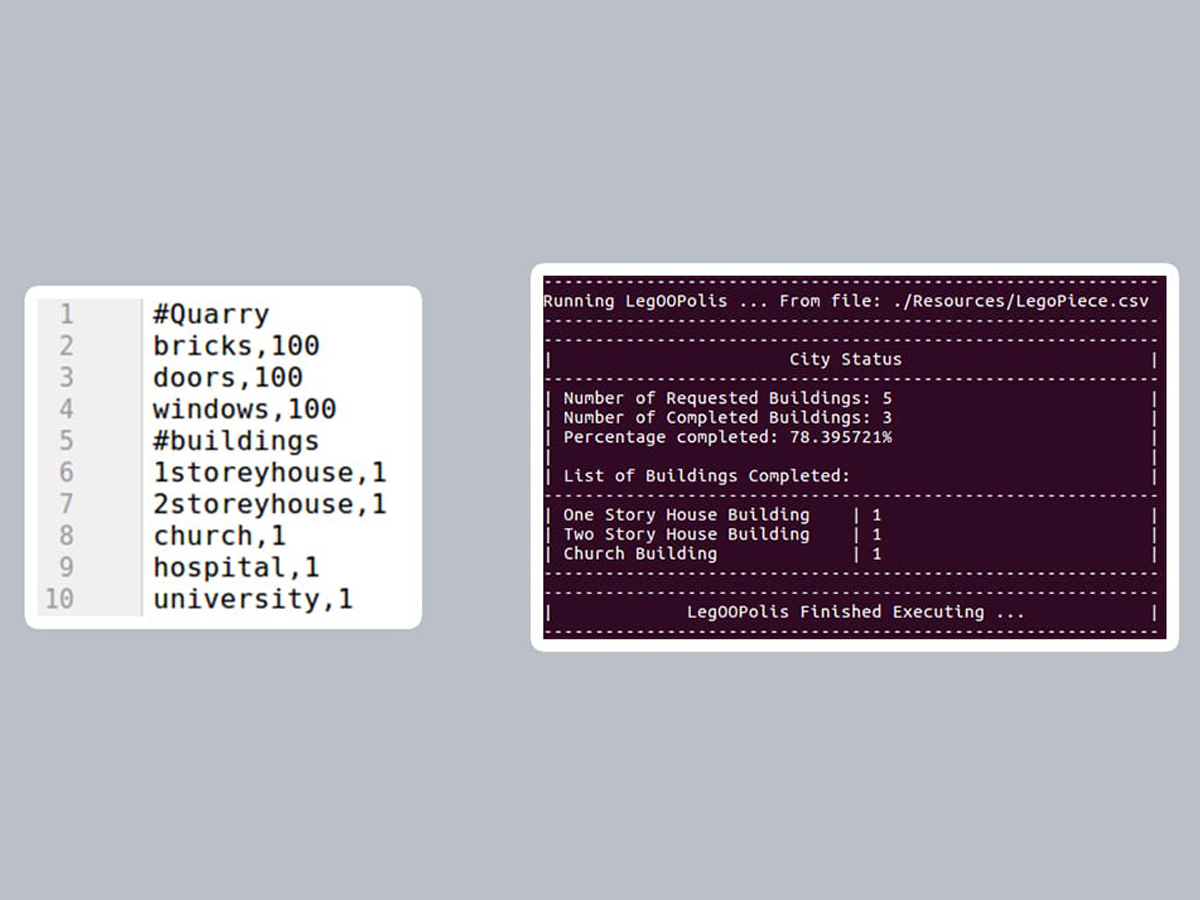 1 #Quarry
2 bricks,100
3 doors,100
4 windows,100
5 #buildings
6 1storeyhouse,1
7 2storeyhouse,1
8 church,1
9 hospital,1
10 university,1
Running LegOOPolis ... From file: ./Resources/LegoPiece.csv
| City Status |
| Number of Requested Buildings: 5 |
| Number of Completed Buildings: 3 |
| Percentage completed: 78.395721% |
| |
| List of Buildings Completed: |
| One Story House Building | 1 |
| Two Story House Building | 1 |
| Church Building | 1 |
| LegOOPolis Finished Executing ... |